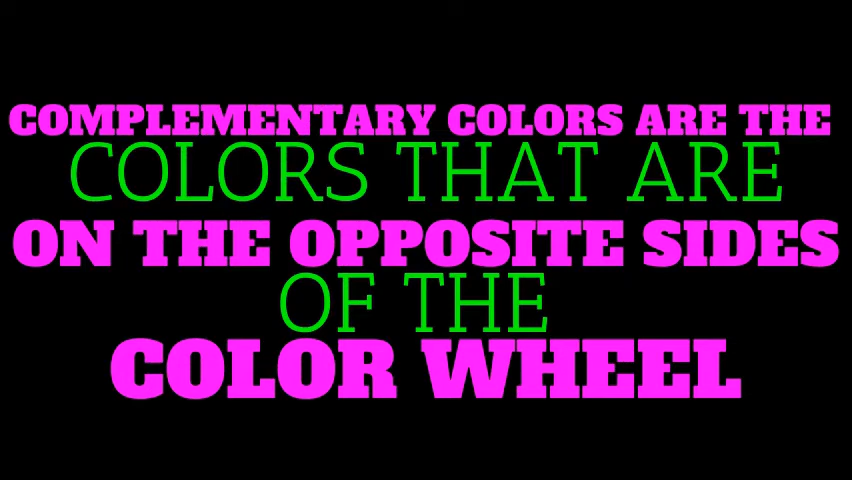 COMPLEMENTARY COLORS ARE THE
COLORS THAT ARE
ON THE OPPOSITE SIDES
OF THE
COLOR WHEEL